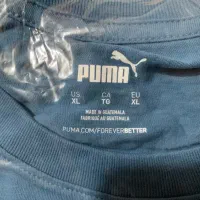 PUMA
US CA EU
XL TG XL
MADE IN GUATEMALA
FABRIQUÉ AU GUATEMALA
PUMA.COM/FOREVERBETTER